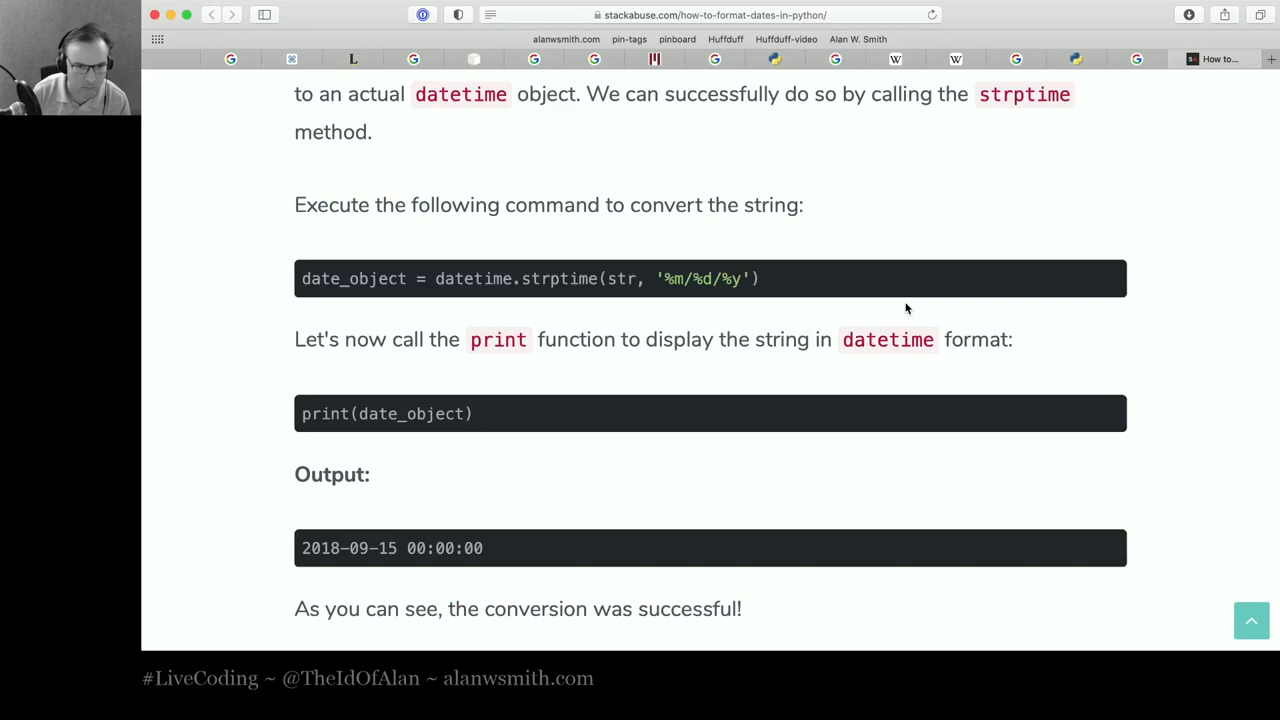 stackabuse.com/how-to-format-dates-in-python/
alanwsmith.com pin-tags pinboard Huffduff Huffduff-video Alan W. Smith
How to...
to an actual datetime object. We can successfully do so by calling the strptime
method.
Execute the following command to convert the string:
date_object = datetime.strptime(str, '%m/%d/%y')
Let's now call the print function to display the string in datetime format:
print(date_object)
Output:
2018-09-15 00:00:00
As you can see, the conversion was successful!
#LiveCoding ~ @TheIdOfAlan ~ alanwsmith.com